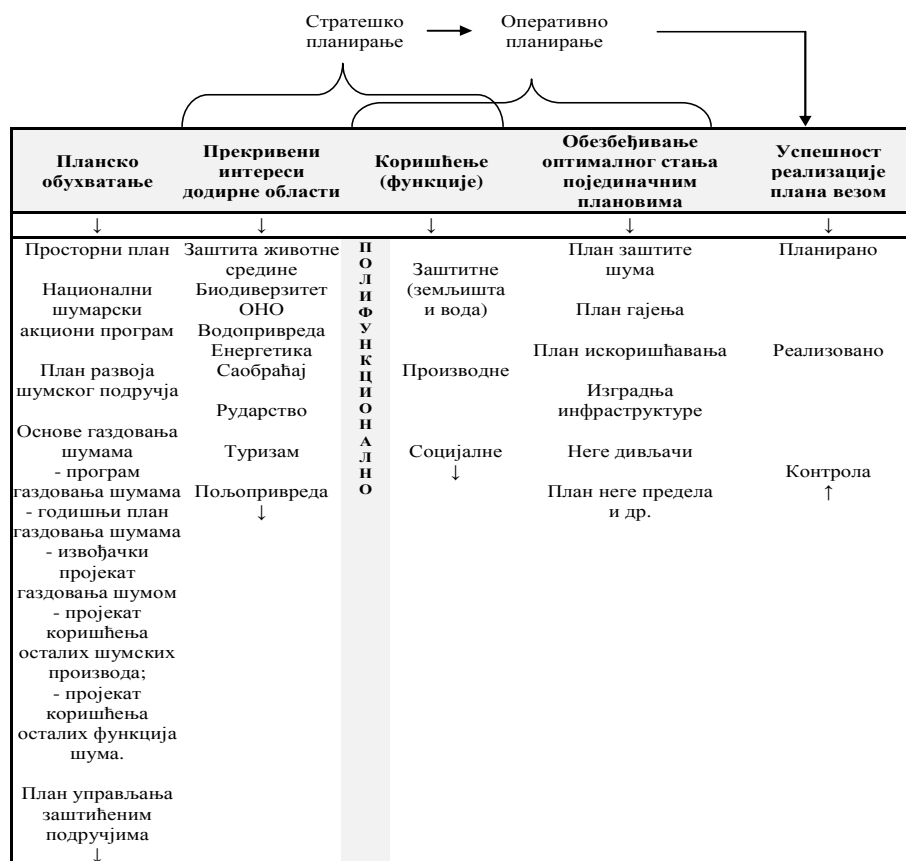 Стратешко
планирање
Оперативно
планирање
Планско
обухватање
Прекривени
интереси
додирне области
Коришћење
(функције)
Обезбеђивање
оптималног стања
појединачним
плановима
Успешност
реализације
плана везом
↓ ↓ ↓ ↓ ↓
Просторни план
Национални
шумарски
акциони програм
План развоја
шумског подручја
Основе газдовања
шумама
- програм
газдовања шумама
- годишњи план
газдовања шумама
- извођачки
пројекат
газдовања шумом
- пројекат
коришћења
осталих шумских
производа;
- пројекат
коришћења
осталих функција
шума.
План управљања
заштићеним
подручјима
↓
Заштита животне
средине
Биодиверзитет
ОНО
Водопривреда
Енергетика
Саобраћај
Рударство
Туризам
Пољопривреда
↓
ПОЛИФУНКЦИОНАЛНО
Заштитне
(земљишта
и вода)
Производне
Социјалне
↓
План заштите
шума
План гајења
План искоришћавања
Изградња
инфраструктуре
Неге дивљачи
План неге предела
и др.
Планирано
Реализовано
Контрола
↑